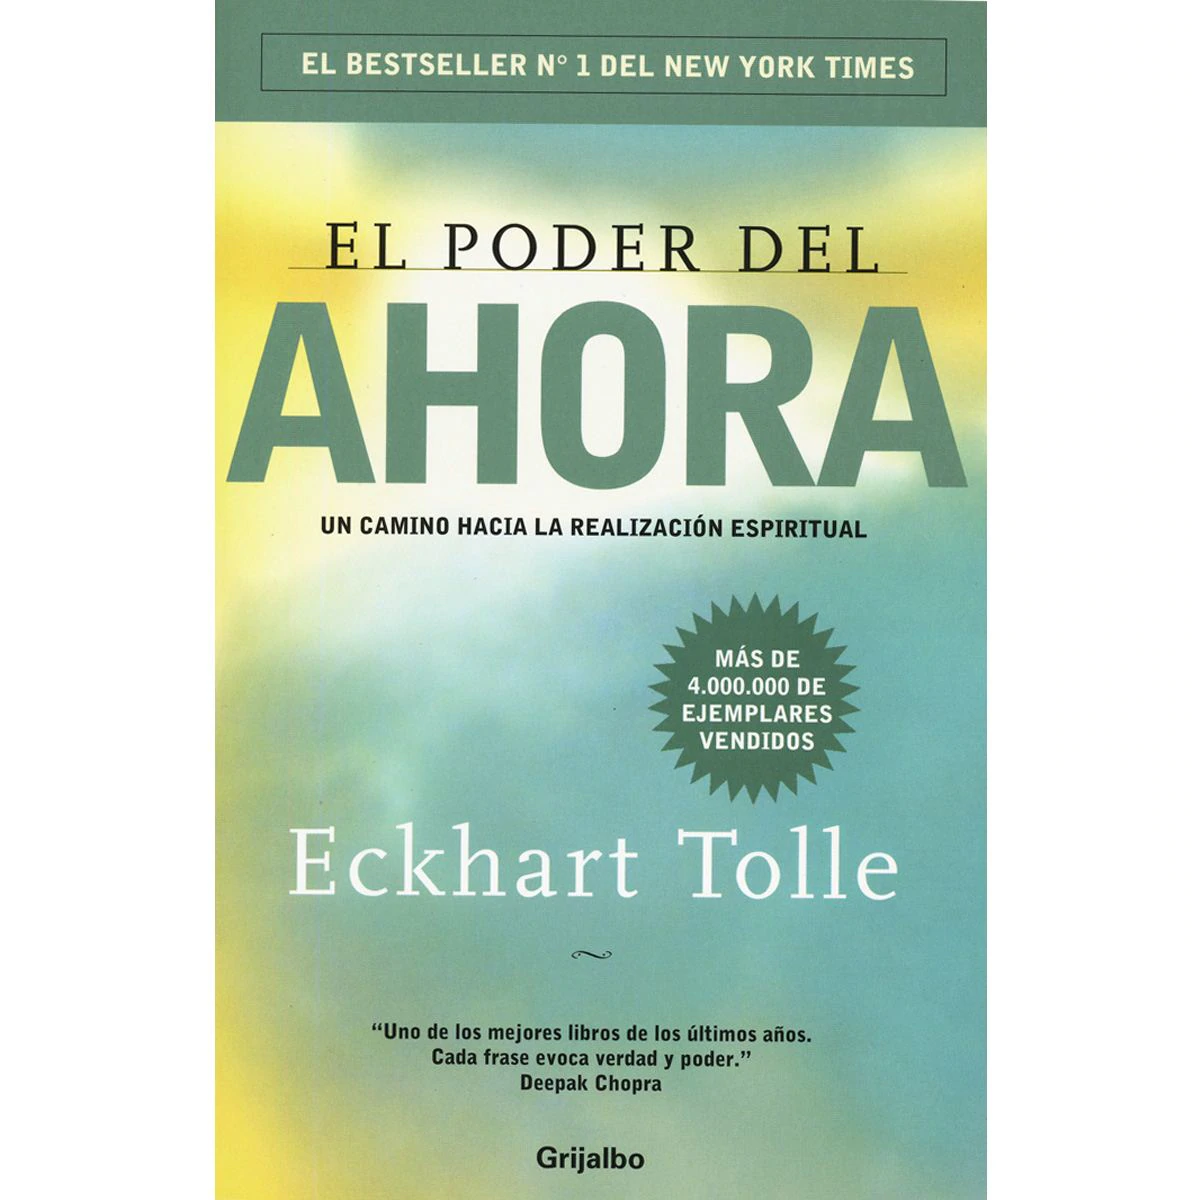 EL BESTSELLER N° 1 DEL NEW YORK TIMES
EL PODER DEL
AHORA
UN CAMINO HACIA LA REALIZACIÓN ESPIRITUAL
MÁS DE
4.000.000 DE
EJEMPLARES
VENDIDOS
Eckhart Tolle
“Uno de los mejores libros de los últimos años.
Cada frase evoca verdad y poder.”
Deepak Chopra
Grijalbo